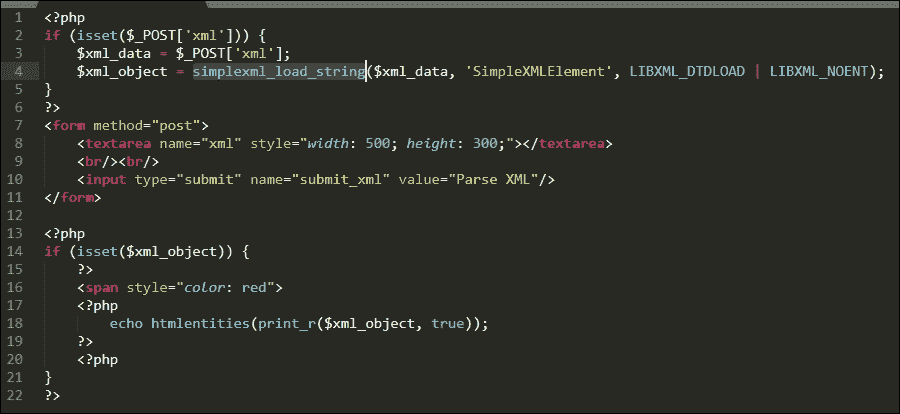 1 <?php
2 if (isset($_POST['xml'])) {
3     $xml_data = $_POST['xml'];
4     $xml_object = simplexml_load_string($xml_data, 'SimpleXMLElement', LIBXML_DTDLOAD | LIBXML_NOENT);
5 }
6 ?>
7 <form method="post">
8     <textarea name="xml" style="width: 500; height: 300;"></textarea>
9     <br/><br/>
10     <input type="submit" name="submit_xml" value="Parse XML"/>
11 </form>
12
13 <?php
14 if (isset($xml_object)) {
15     ?>
16     <span style="color: red">
17     <?php
18         echo htmlentities(print_r($xml_object, true));
19     ?>
20     <?php
21 }
22 ?>